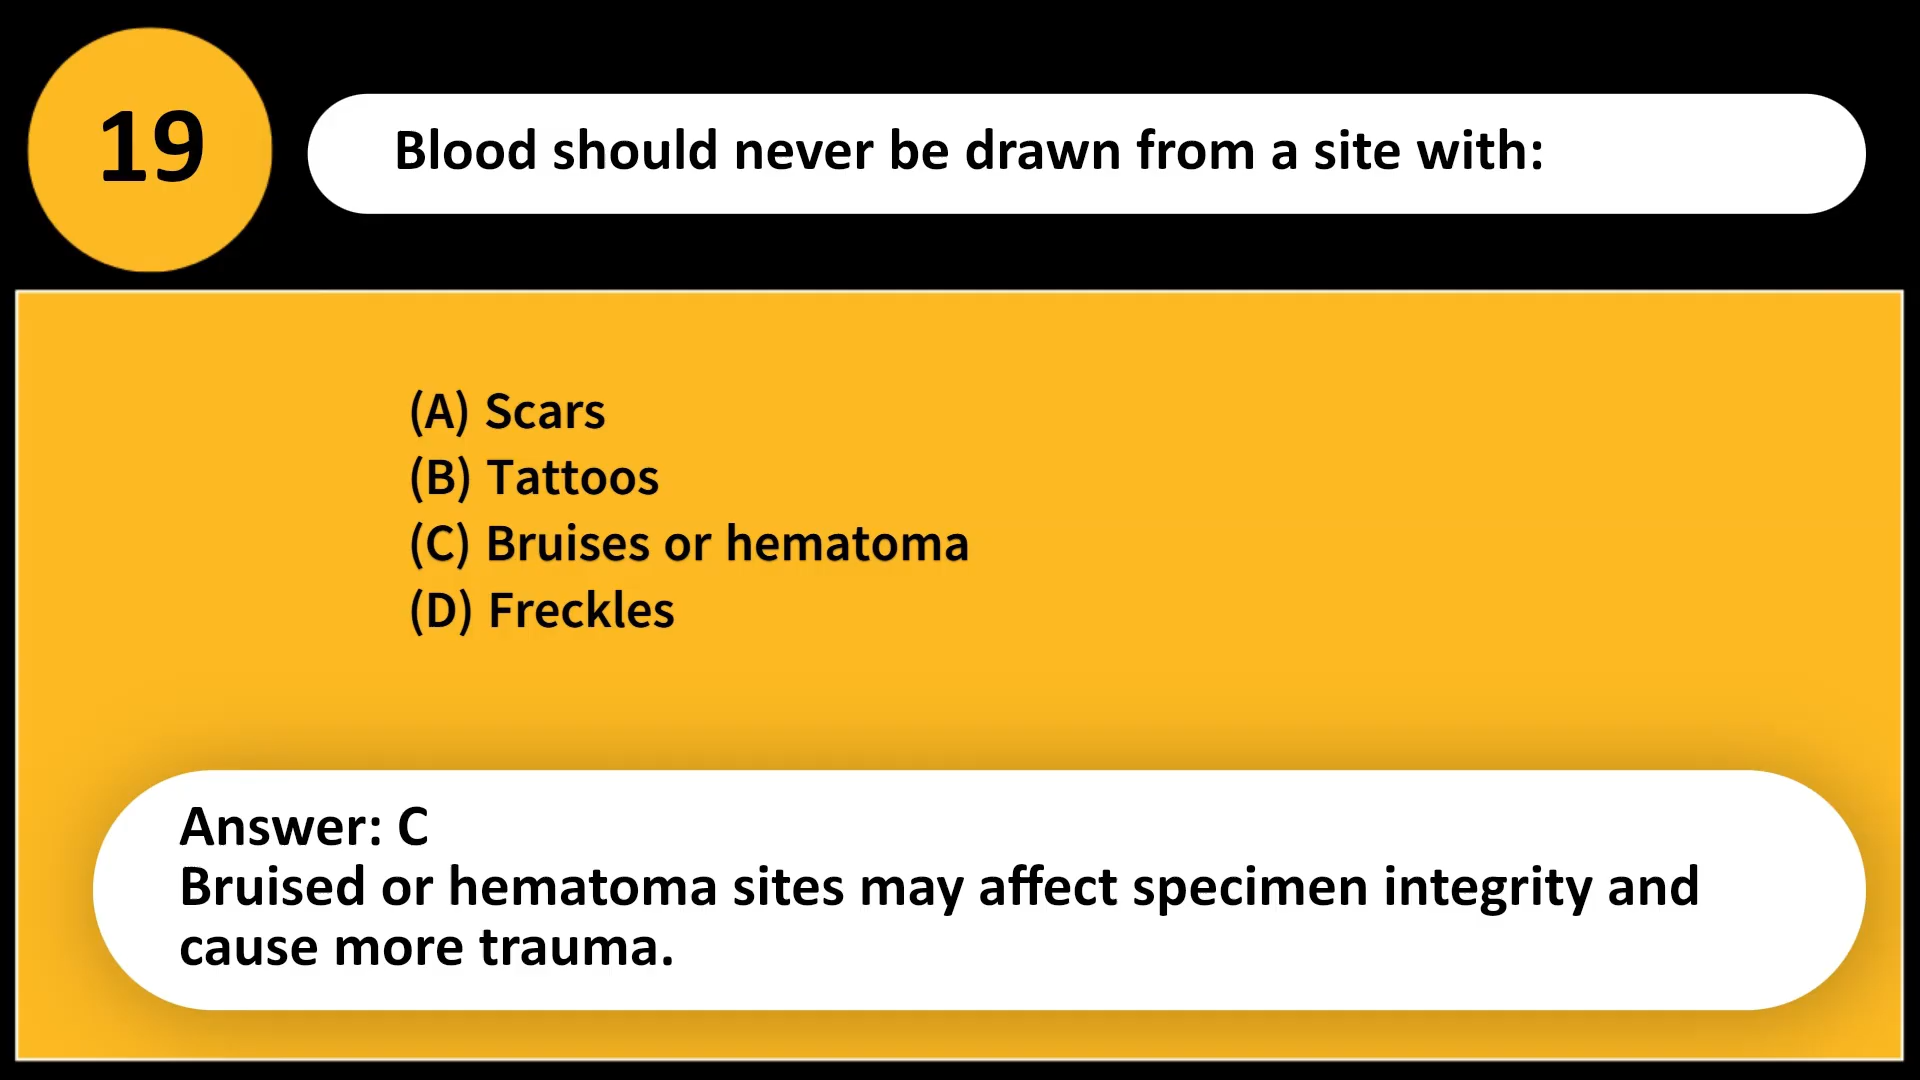 19
Blood should never be drawn from a site with:
(A) Scars
(B) Tattoos
(C) Bruises or hematoma
(D) Freckles
Answer: C
Bruised or hematoma sites may affect specimen integrity and
cause more trauma.